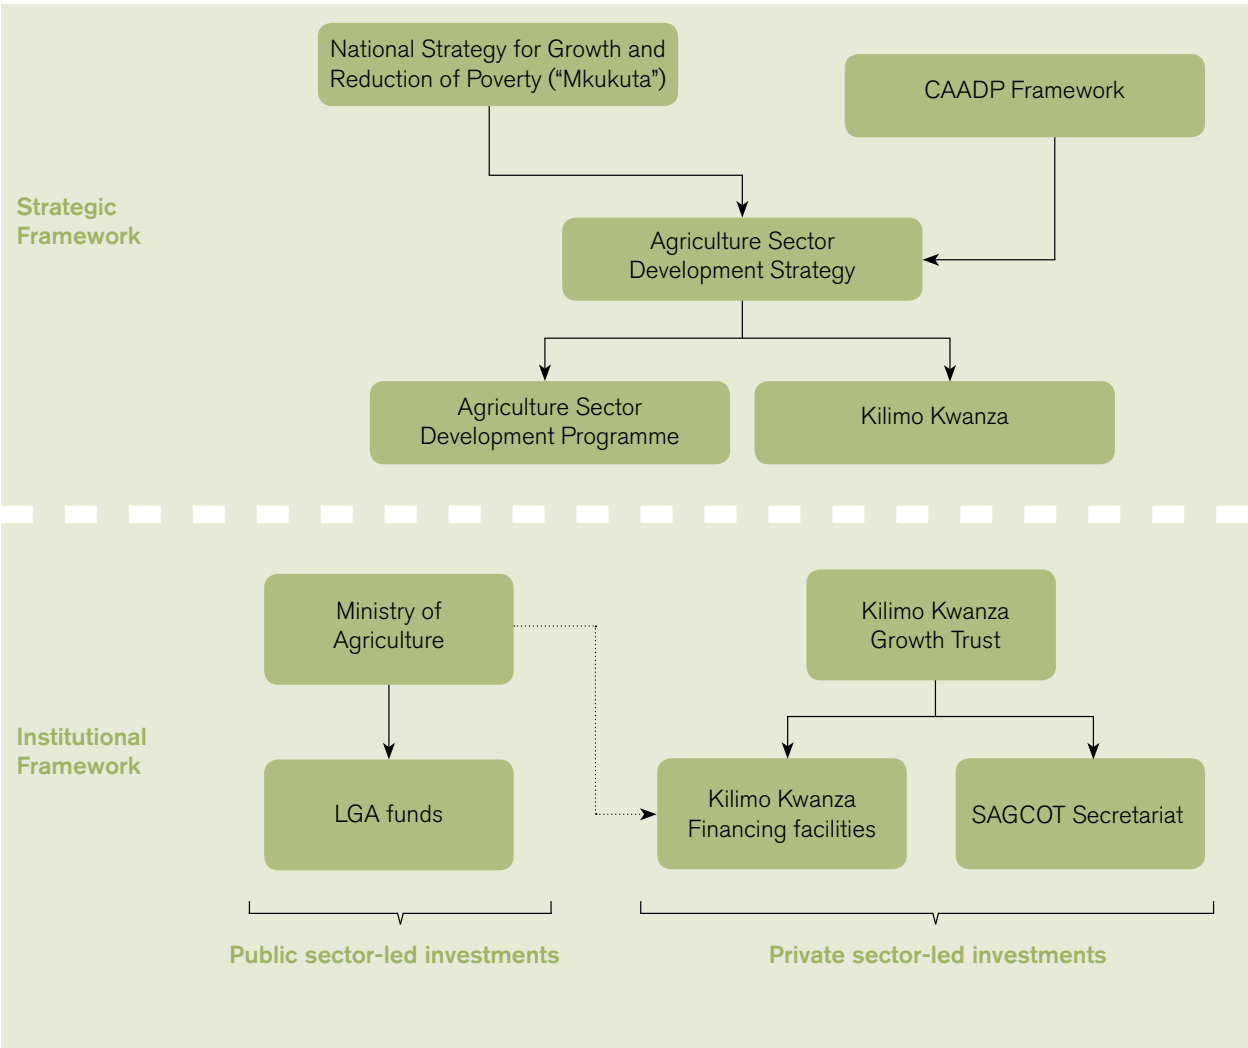 National Strategy for Growth and
Reduction of Poverty (“Mkukuta”)
CAADP Framework
Strategic
Framework
Agriculture Sector
Development Strategy
Agriculture Sector
Development Programme
Kilimo Kwanza
Ministry of
Agriculture
Kilimo Kwanza
Growth Trust
Institutional
Framework
LGA funds
Kilimo Kwanza
Financing facilities
SAGCOT Secretariat
Public sector-led investments
Private sector-led investments